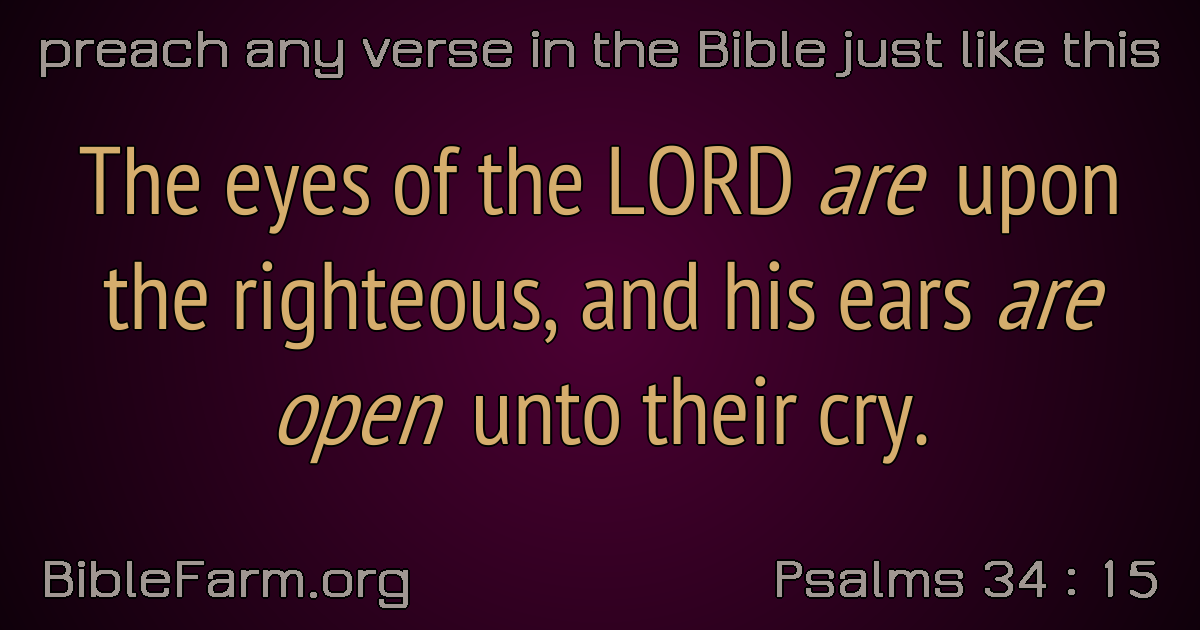 preach any verse in the Bible just like this
The eyes of the LORD are upon
the righteous, and his ears are
open unto their cry.
BibleFarm.org
Psalms 34 : 15